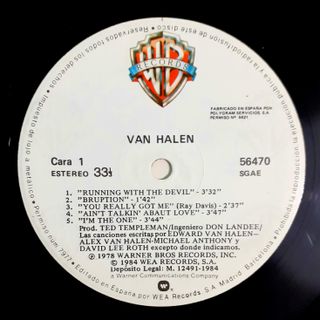 WB
RECORDS
FABRICADO EN ESPAÑA POR
POLYGRAM SERVICIOS, S.A.
PERMISO Nº 5621
VAN HALEN
Cara 1
ESTEREO 33⅓
56470
SGAE
1. "RUNNING WITH THE DEVIL" - 3'32"
2. "BRUPTION" - 1'42"
3. "YOU REALLY GOT ME" (Ray Davis) - 2'37"
4. "AIN'T TALKIN' ABAUT LOVE" - 3'47"
5. "I'M THE ONE" - 3'44"
Prod. TED TEMPLEMAN/Ingeniero DON LANDEE/
Las canciones escritas por EDWARD VAN HALEN-
ALEX VAN HALEN-MICHAEL ANTHONY y
DAVID LEE ROTH excepto donde indicamos.
℗ 1978 WARNER BROS RECORDS, INC.
© 1984 WEA RECORDS, S.A.
Depósito Legal: M. 12491-1984
a Warner Communications Company
Editado en España por WEA Records, S.A. Madrid